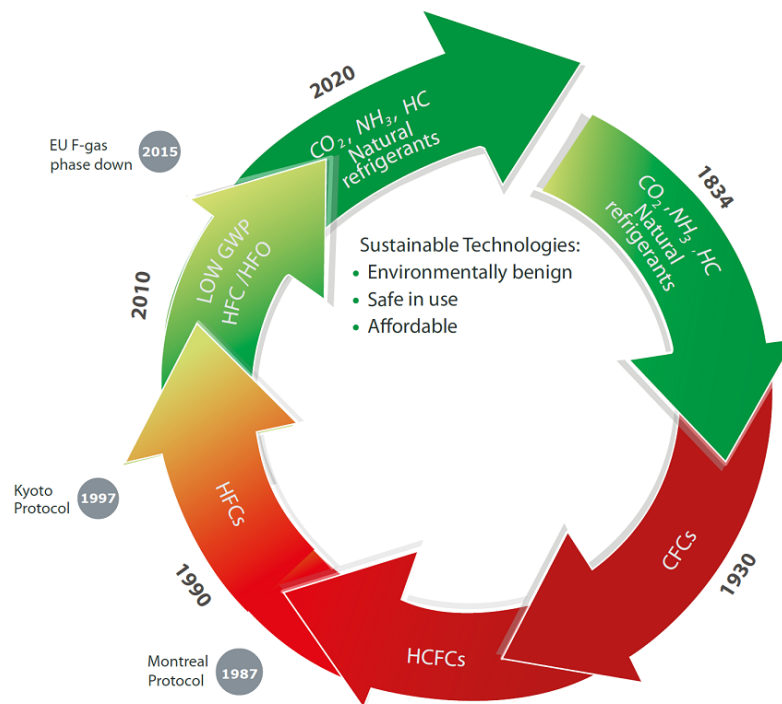 2020
CO₂, NH₃, HC
Natural
refrigerants
1834
CO₂, NH₃, HC
Natural
refrigerants
EU F-gas
phase down
2015
LOW GWP
HFC /HFO
2010
Sustainable Technologies:
• Environmentally benign
• Safe in use
• Affordable
Kyoto
Protocol
1997
HFCs
1990
CFCs
1930
HCFCs
Montreal
Protocol
1987